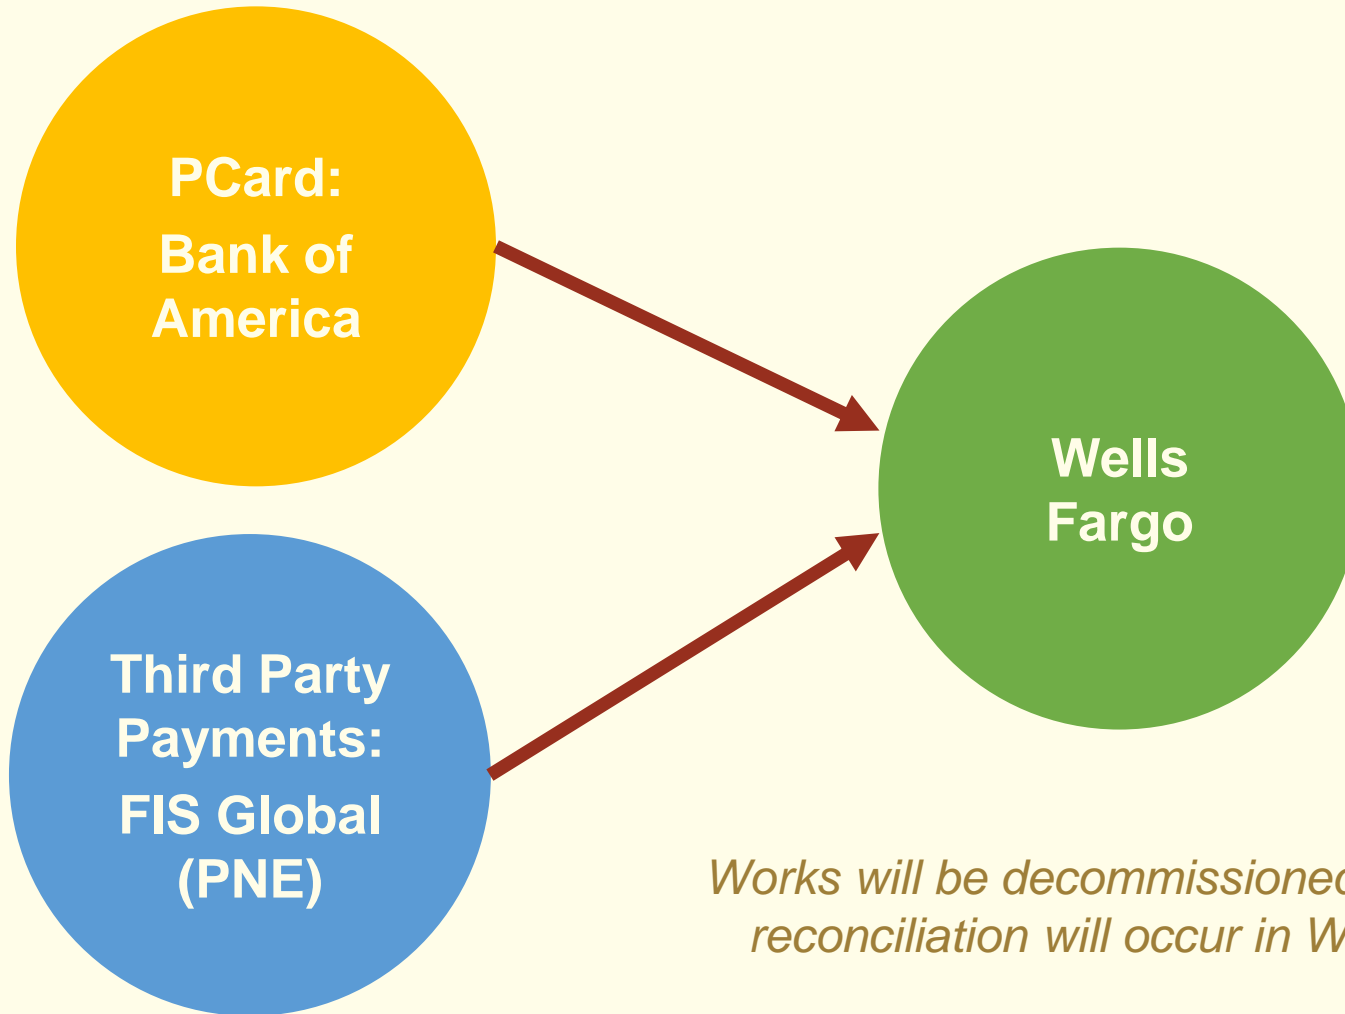 PCard:
Bank of
America
Third Party
Payments:
FIS Global
(PNE)
Wells
Fargo
Works will be decommissioned
reconciliation will occur in W